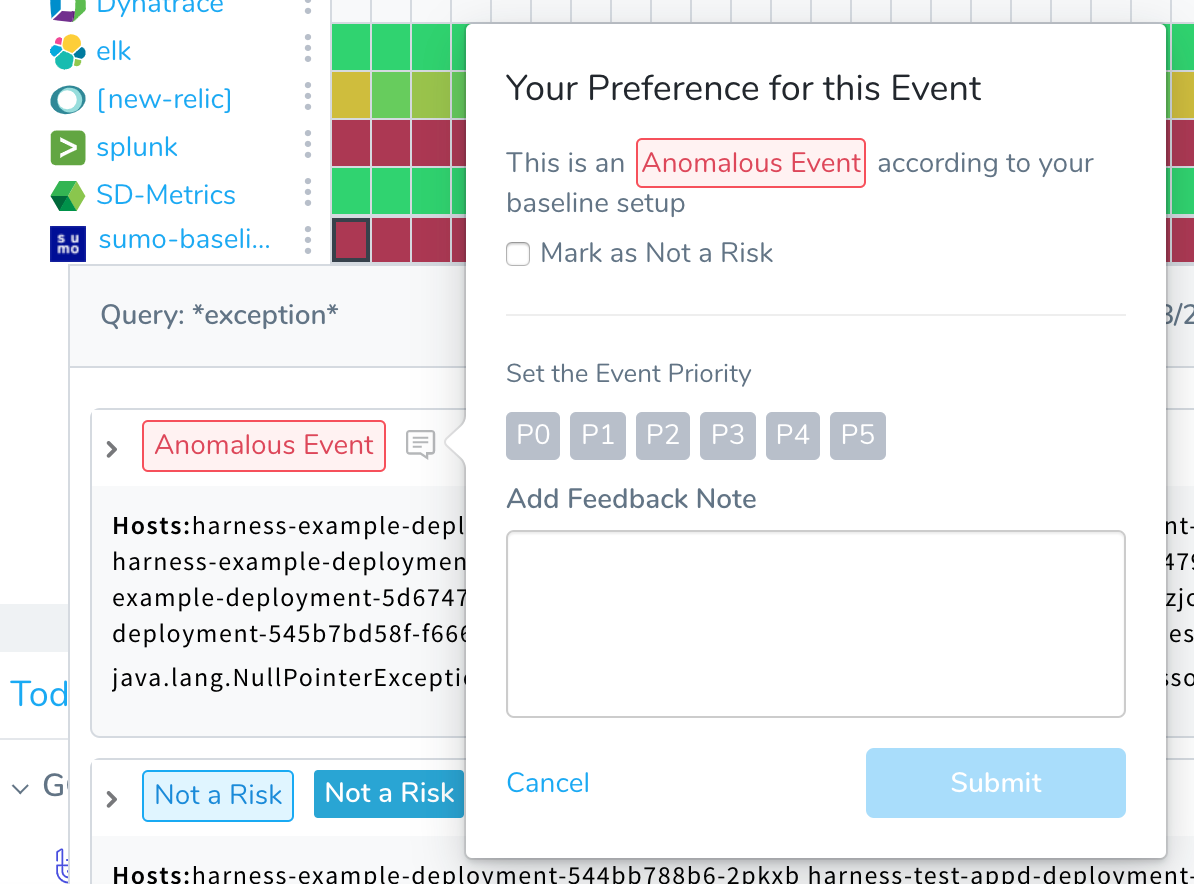 Dynatrace
elk
[new-relic]
splunk
SD-Metrics
su
mo
sumo-baseli...
Query: *exception*
Anomalous Event
Hosts:harness-example-depl
harness-example-deploymen
example-deployment-5d6747
deployment-545b7bd58f-f666
java.lang.NullPointerExcepti
Tod
Not a Risk
Not a Risk
Hosts:harness-example-deployment-544bb788b6-2pkxb harness-test-appd-deployment-
Your Preference for this Event
This is an Anomalous Event according to your
baseline setup
Mark as Not a Risk
Set the Event Priority
P0 P1 P2 P3 P4 P5
Add Feedback Note
Cancel
Submit